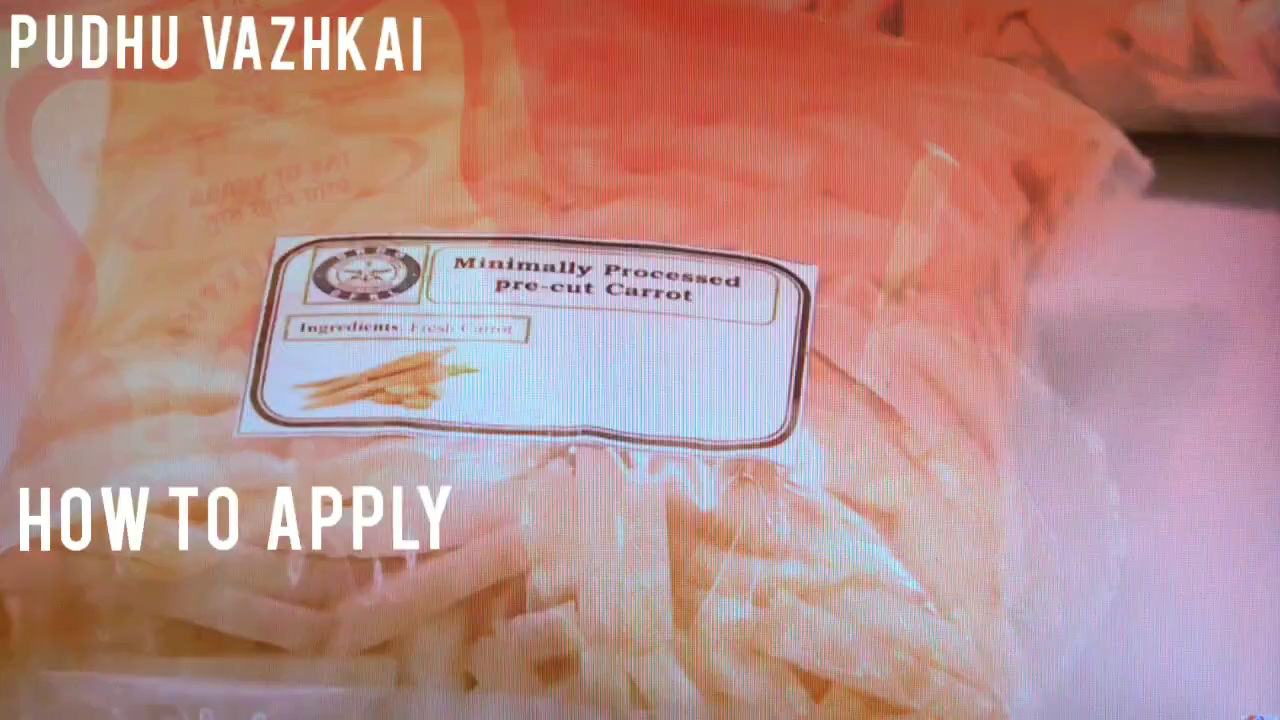 PUDHU VAZHKAI
Minimally Processed
pre-cut Carrot
Ingredients: Fresh Carrot
HOW TO APPLY